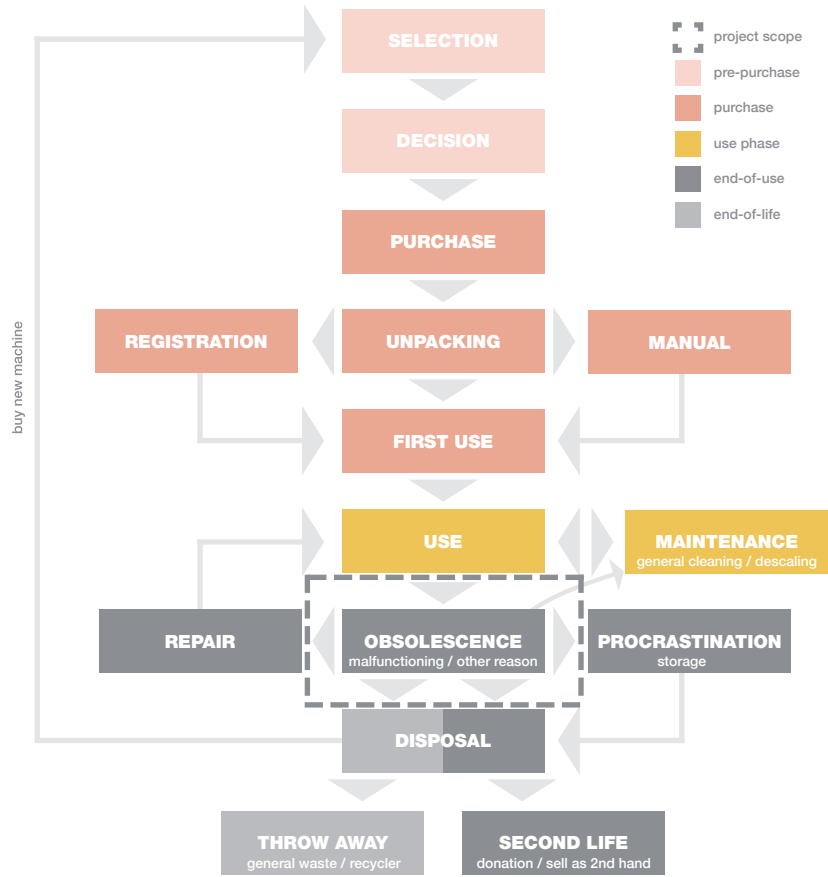 SELECTION
project scope
pre-purchase
purchase
use phase
end-of-use
end-of-life
DECISION
PURCHASE
REGISTRATION
UNPACKING
MANUAL
buy new machine
FIRST USE
USE
MAINTENANCE
general cleaning / descaling
REPAIR
OBSOLESCENCE
malfunctioning / other reason
PROCRASTINATION
storage
DISPOSAL
THROW AWAY
general waste / recycler
SECOND LIFE
donation / sell as 2nd hand